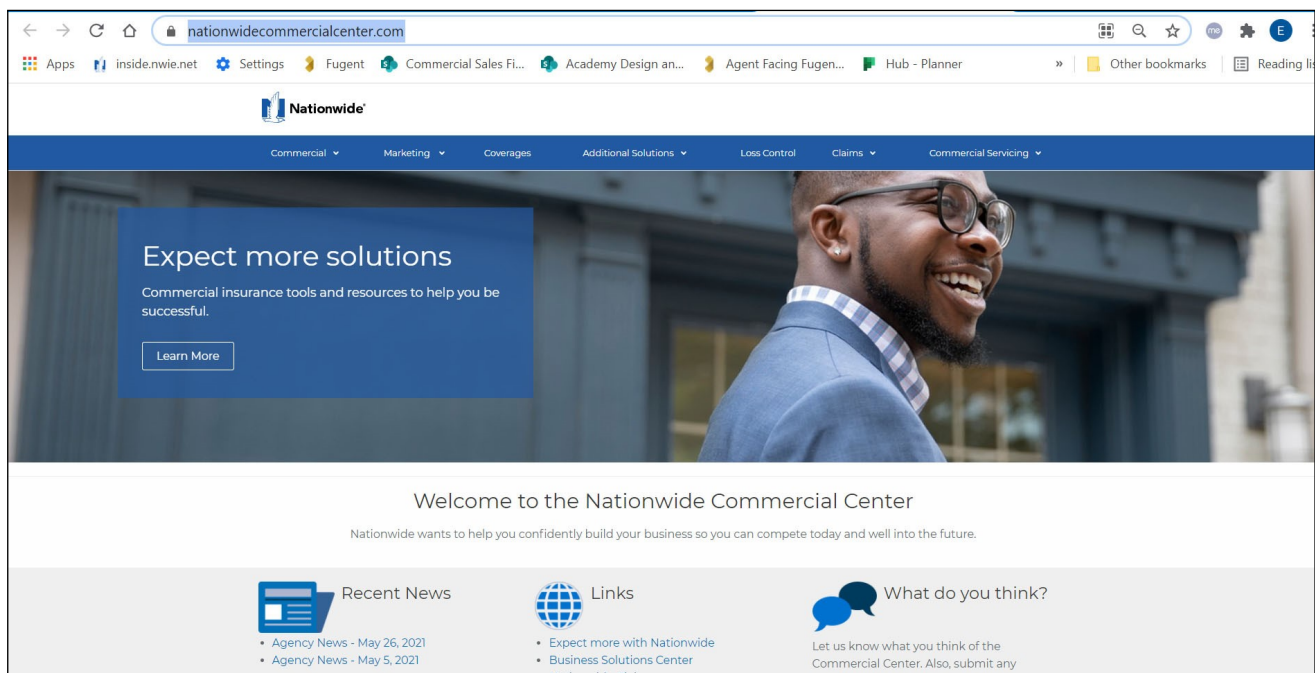 nationwidecommercialcenter.com
me
E
Apps inside.nwie.net Settings Fugent Commercial Sales Fi... Academy Design an... Agent Facing Fugen... Hub - Planner » Other bookmarks Reading lis
Nationwide®
Commercial Marketing Coverages Additional Solutions Loss Control Claims Commercial Servicing
Expect more solutions
Commercial insurance tools and resources to help you be
successful.
Learn More
Welcome to the Nationwide Commercial Center
Nationwide wants to help you confidently build your business so you can compete today and well into the future.
Recent News
• Agency News - May 26, 2021
• Agency News - May 5, 2021
Links
• Expect more with Nationwide
• Business Solutions Center
What do you think?
Let us know what you think of the
Commercial Center. Also, submit any